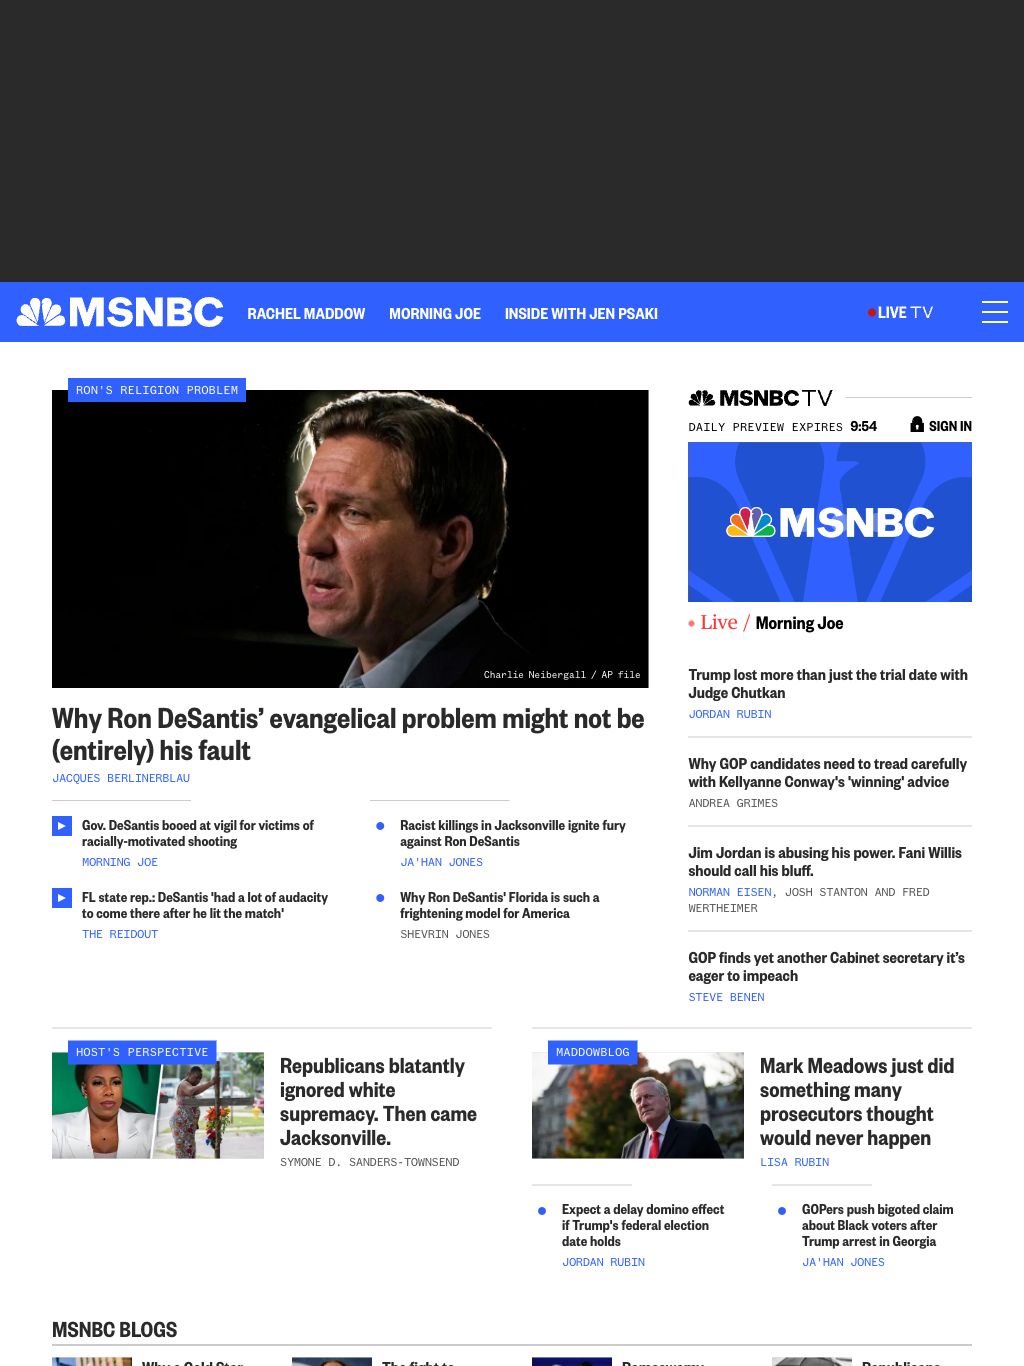 MSNBC
RACHEL MADDOW
MORNING JOE
INSIDE WITH JEN PSAKI
LIVE TV
RON'S RELIGION PROBLEM
Charlie Neibergall / AP file
Why Ron DeSantis’ evangelical problem might not be
(entirely) his fault
JACQUES BERLINERBLAU
Gov. DeSantis booed at vigil for victims of
racially-motivated shooting
MORNING JOE
FL state rep.: DeSantis 'had a lot of audacity
to come there after he lit the match'
THE REIDOUT
Racist killings in Jacksonville ignite fury
against Ron DeSantis
JA'HAN JONES
Why Ron DeSantis' Florida is such a
frightening model for America
SHEVRIN JONES
MSNBC TV
DAILY PREVIEW EXPIRES 9:54
SIGN IN
MSNBC
Live / Morning Joe
Trump lost more than just the trial date with
Judge Chutkan
JORDAN RUBIN
Why GOP candidates need to tread carefully
with Kellyanne Conway's 'winning' advice
ANDREA GRIMES
Jim Jordan is abusing his power. Fani Willis
should call his bluff.
NORMAN EISEN, JOSH STANTON AND FRED
WERTHEIMER
GOP finds yet another Cabinet secretary it’s
eager to impeach
STEVE BENEN
HOST'S PERSPECTIVE
Republicans blatantly
ignored white
supremacy. Then came
Jacksonville.
SYMONE D. SANDERS-TOWNSEND
MADDOWBLOG
Mark Meadows just did
something many
prosecutors thought
would never happen
LISA RUBIN
Expect a delay domino effect
if Trump's federal election
date holds
JORDAN RUBIN
GOPers push bigoted claim
about Black voters after
Trump arrest in Georgia
JA'HAN JONES
MSNBC BLOGS